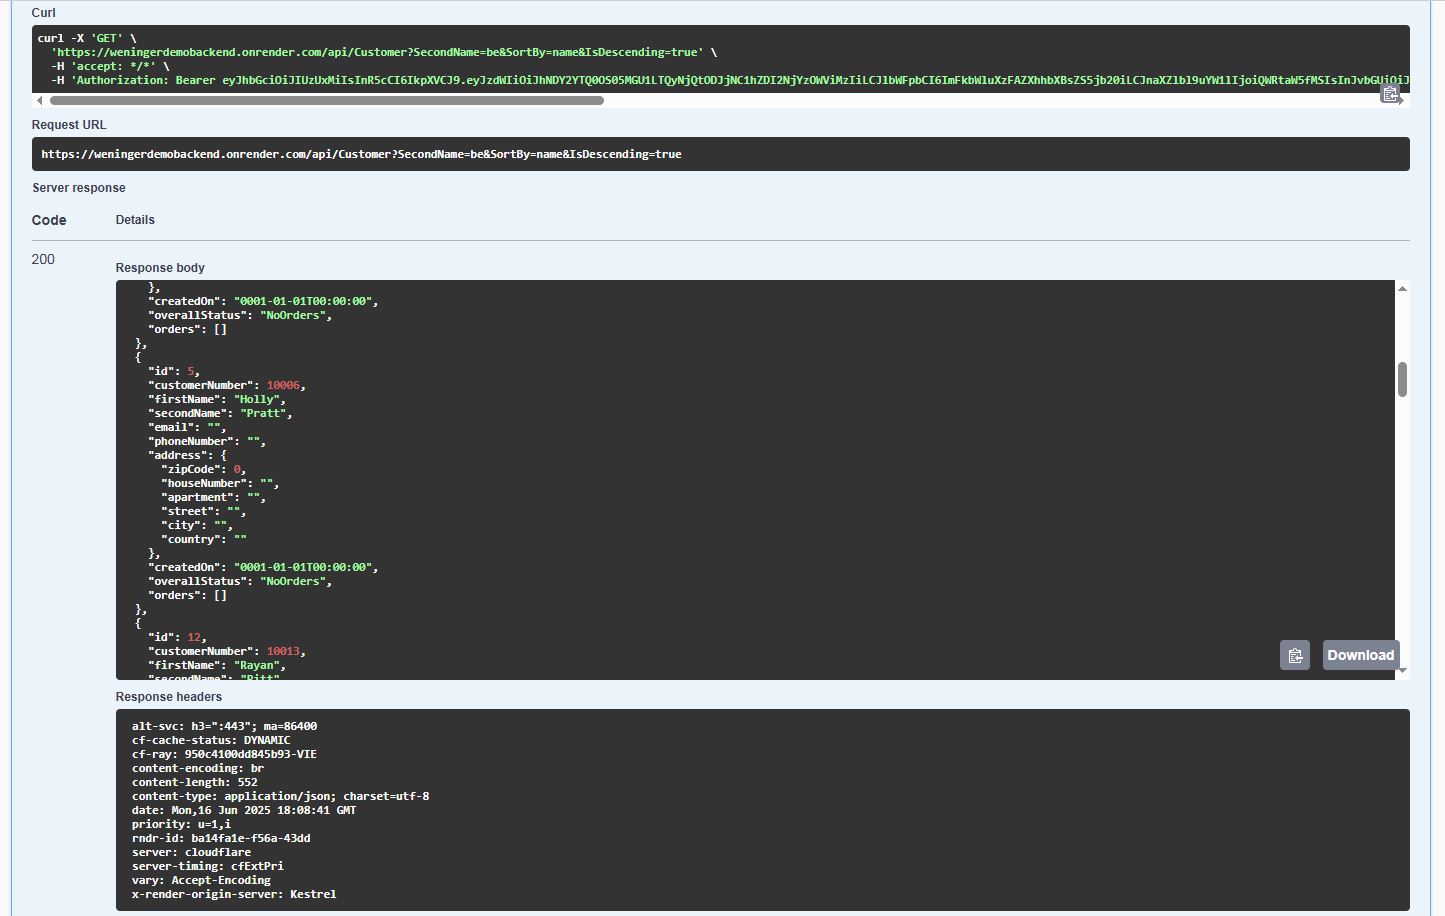 Curl
curl -X 'GET' \
'https://weningerdemobackend.onrender.com/api/Customer?SecondName=be&SortBy=name&IsDescending=true' \
-H 'accept: */*' \
-H 'Authorization: Bearer
Request URL
https://weningerdemobackend.onrender.com/api/Customer?SecondName=be&SortBy=name&IsDescending=true
Server response
Code Details
200
Response body
},
"createdOn": "0001-01-01T00:00:00",
"overallStatus": "NoOrders",
"orders": []
},
{
"id": 5,
"customerNumber": 10006,
"firstName": "Holly",
"secondName": "Pratt",
"email": "",
"phoneNumber": "",
"address": {
"zipCode": 0,
"houseNumber": "",
"apartment": "",
"street": "",
"city": "",
"country": ""
},
"createdOn": "0001-01-01T00:00:00",
"overallStatus": "NoOrders",
"orders": []
},
{
"id": 12,
"customerNumber": 10013,
"firstName": "Rayan",
"secondName": "Pitt"
Download
Response headers
alt-svc: h3=":443"; ma=86400
cf-cache-status: DYNAMIC
cf-ray: 950c4100dd845b93-VIE
content-encoding: br
content-length: 552
content-type: application/json; charset=utf-8
date: Mon,16 Jun 2025 18:08:41 GMT
priority: u=1,i
rndr-id: ba14fa1e-f56a-43dd
server: cloudflare
server-timing: cfExtPri
vary: Accept-Encoding
x-render-origin-server: Kestrel